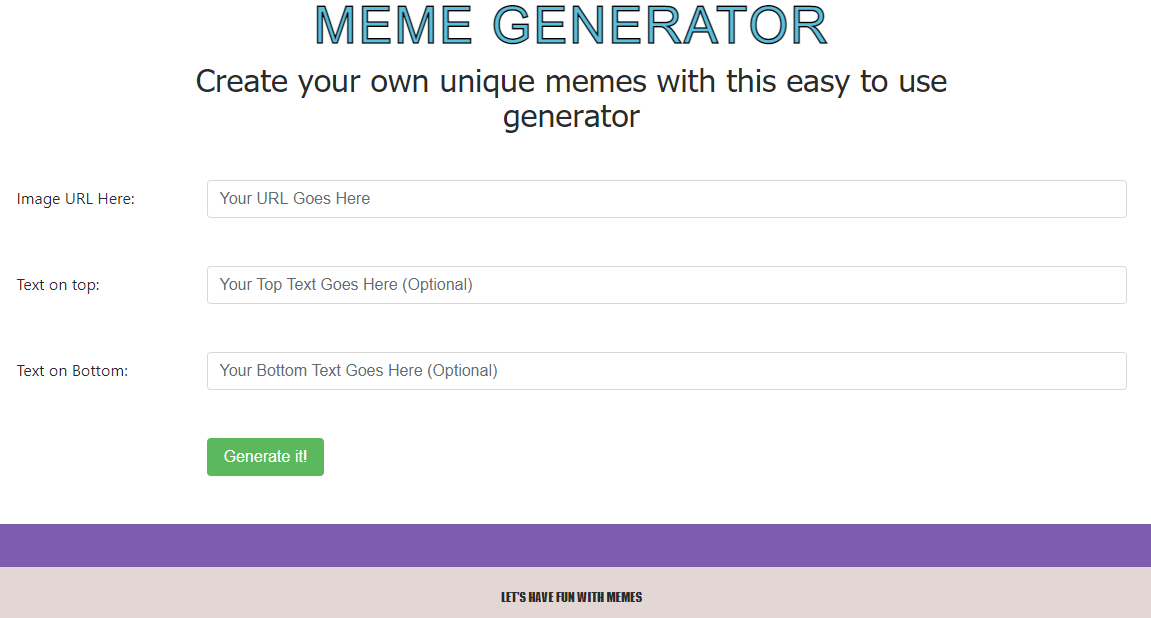 MEME GENERATOR
Create your own unique memes with this easy to use
generator
Image URL Here:
Your URL Goes Here
Text on top:
Your Top Text Goes Here (Optional)
Text on Bottom:
Your Bottom Text Goes Here (Optional)
Generate it!
LET'S HAVE FUN WITH MEMES